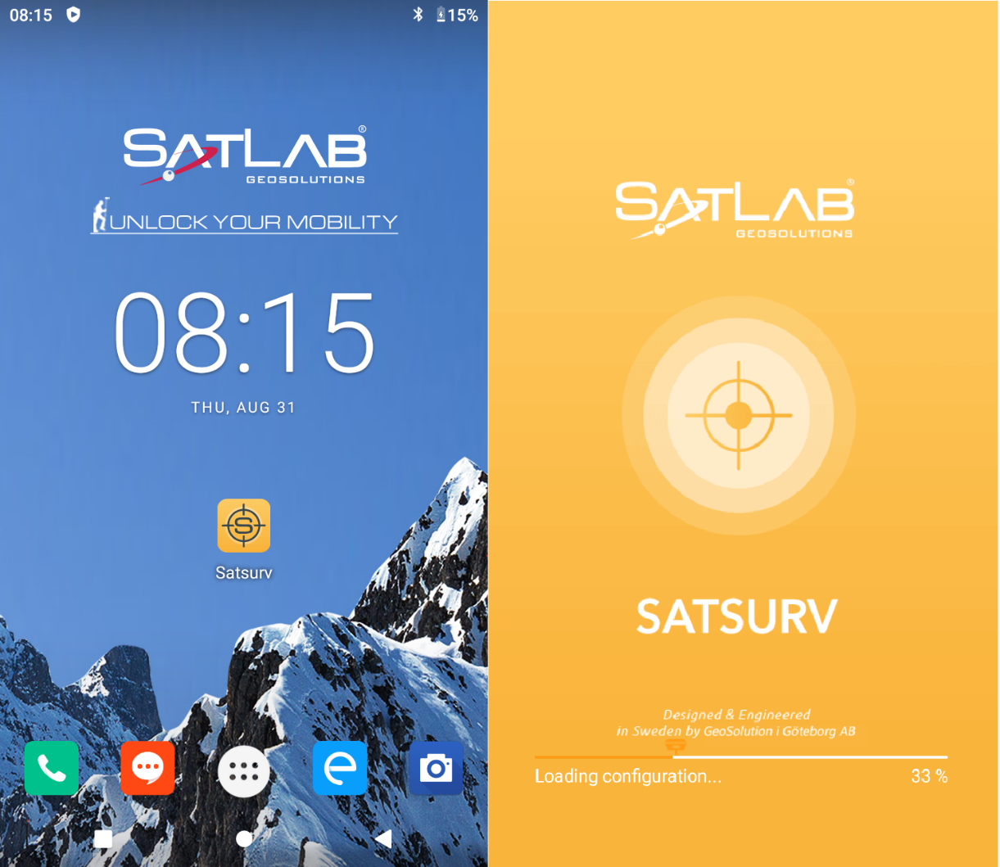 08:15
15%
SATLAB®
GEOSOLUTIONS
UNLOCK YOUR MOBILITY
08:15
THU, AUG 31
S
Satsurv
SATLAB®
GEOSOLUTIONS
SATSURV
Designed & Engineered
in Sweden by GeoSolution i Göteborg AB
Loading configuration...
33 %